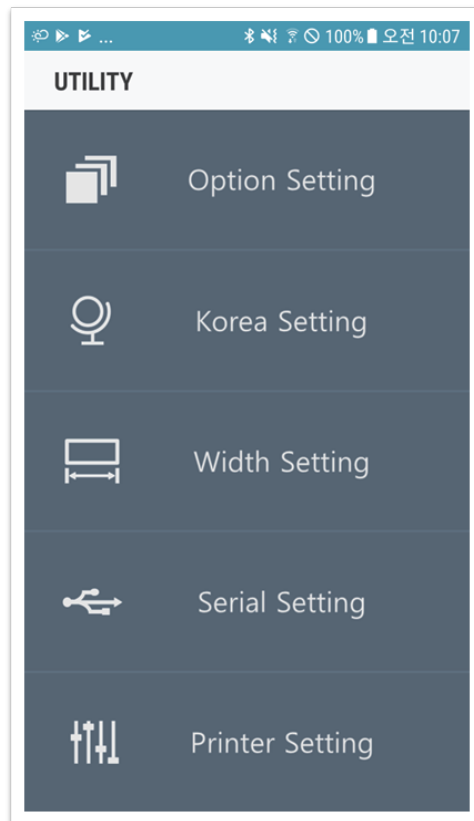 ... 100% 오전 10:07
UTILITY
Option Setting
Korea Setting
Width Setting
Serial Setting
Printer Setting